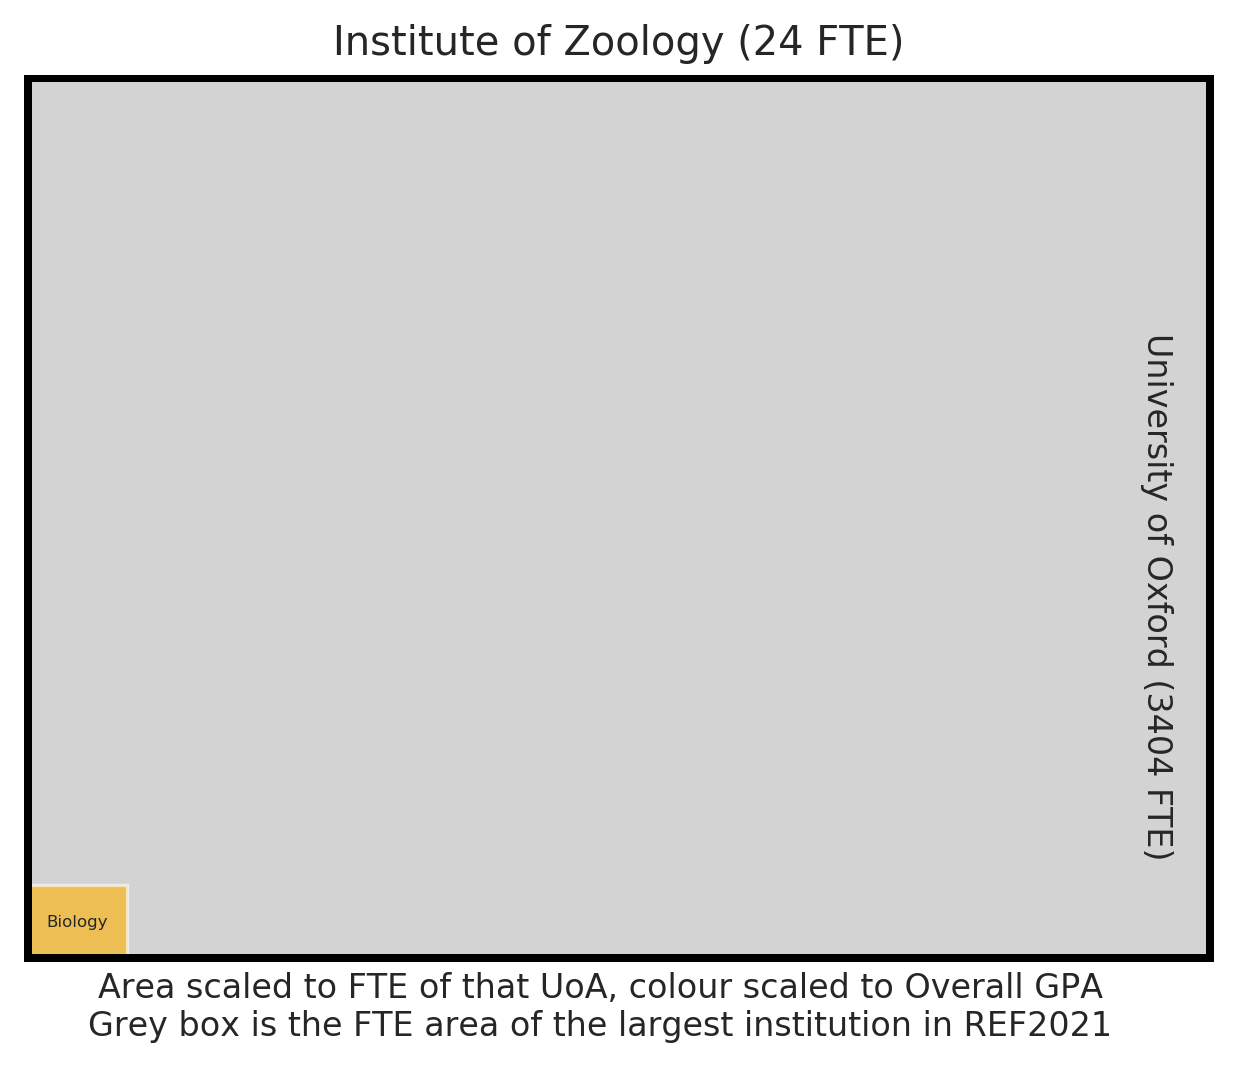 Institute of Zoology (24 FTE)
University of Oxford (3404 FTE)
Biology
Area scaled to FTE of that UoA, colour scaled to Overall GPA
Grey box is the FTE area of the largest institution in REF2021